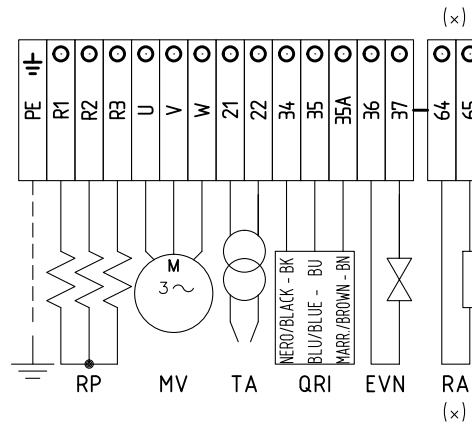 (×)
PE R1 R2 R3 U V W 21 22 34 35 35A 36 37 64 65
M
3~
NERO/BLACK - BK
BLU/BLUE - BU
MARR./BROWN - BN
RP MV TA QRI EVN RA
(×)